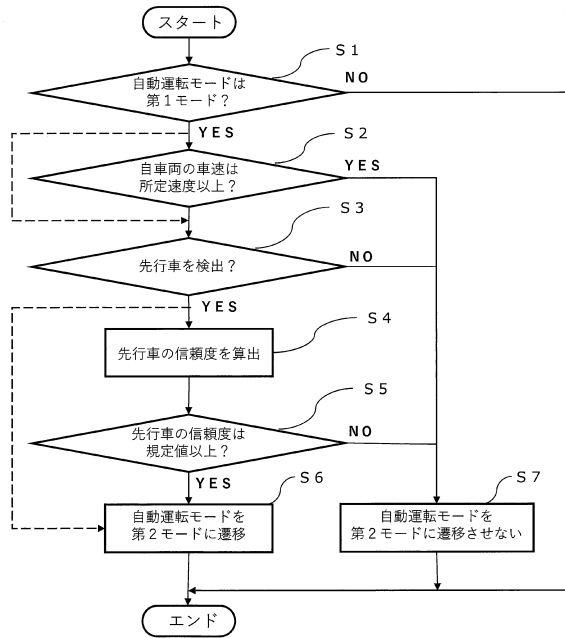 スタート
S1
自動運転モードは
第1モード？
NO
YES
S2
自車両の車速は
所定速度以上？
YES
S3
先行車を検出？
NO
YES
S4
先行車の信頼度を算出
S5
先行車の信頼度は
規定値以上？
NO
YES
S6
自動運転モードを
第2モードに遷移
S7
自動運転モードを
第2モードに遷移させない
エンド